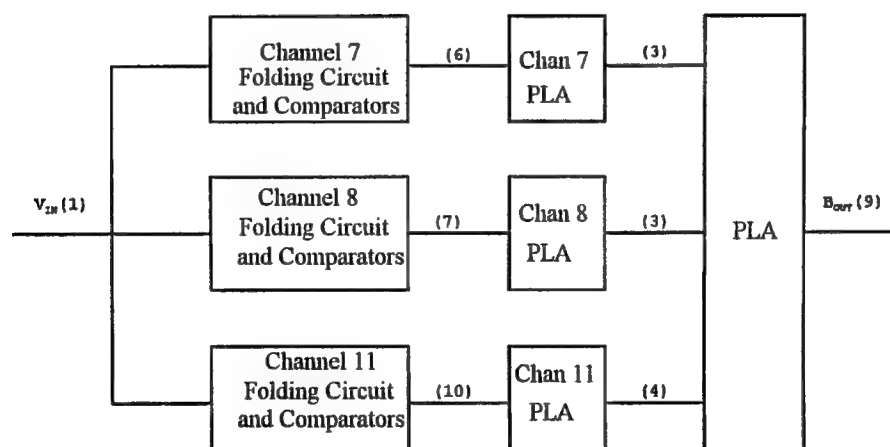 Channel 7
Folding Circuit
and Comparators
(6)
Chan 7
PLA
(3)
V_IN(1)
Channel 8
Folding Circuit
and Comparators
(7)
Chan 8
PLA
(3)
PLA
B_OUT(9)
Channel 11
Folding Circuit
and Comparators
(10)
Chan 11
PLA
(4)